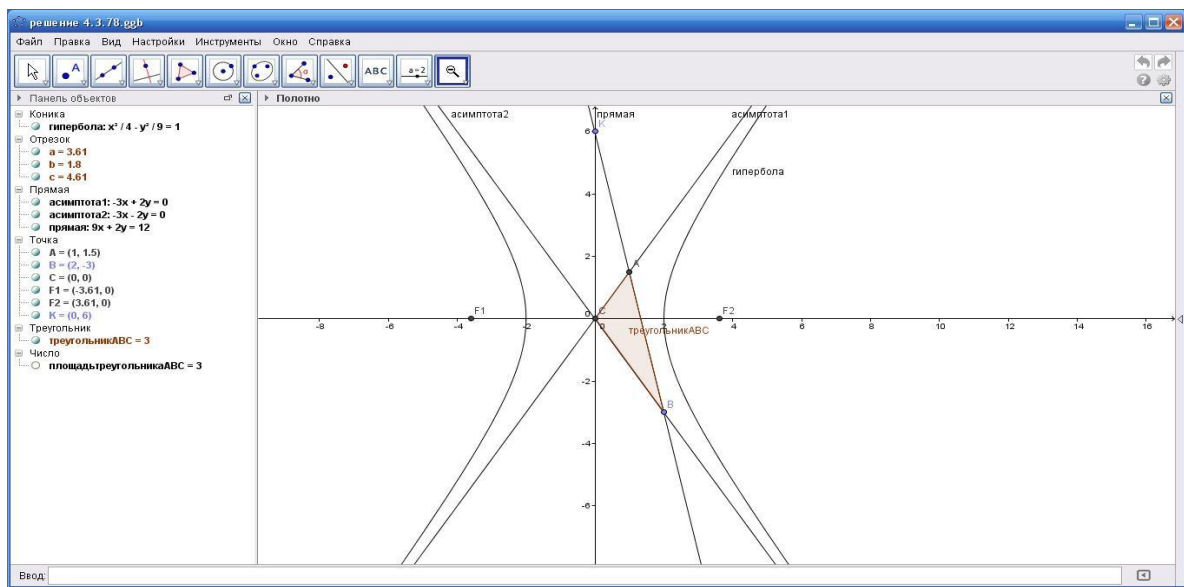 решение 4.3.78.ggb
Файл Правка Вид Настройки Инструменты Окно Справка
A
ABC
a=2
Панель объектов
Полотно
Коника
гипербола: x² / 4 - y² / 9 = 1
Отрезок
a = 3.61
b = 1.8
c = 4.61
Прямая
асимптота1: -3x + 2y = 0
асимптота2: -3x - 2y = 0
прямая: 9x + 2y = 12
Точка
A = (1, 1.5)
B = (2, -3)
C = (0, 0)
F1 = (-3.61, 0)
F2 = (3.61, 0)
K = (0, 6)
Треугольник
треугольникABC = 3
Число
площадьтреугольникаABC = 3
асимптота2
прямая
асимптота1
K
6
гипербола
4
2
A
F1
0
C
F2
-8
-6
-4
-2
0
2
4
6
8
10
12
14
16
треугольникABC
-2
B
-4
-6
Ввод: